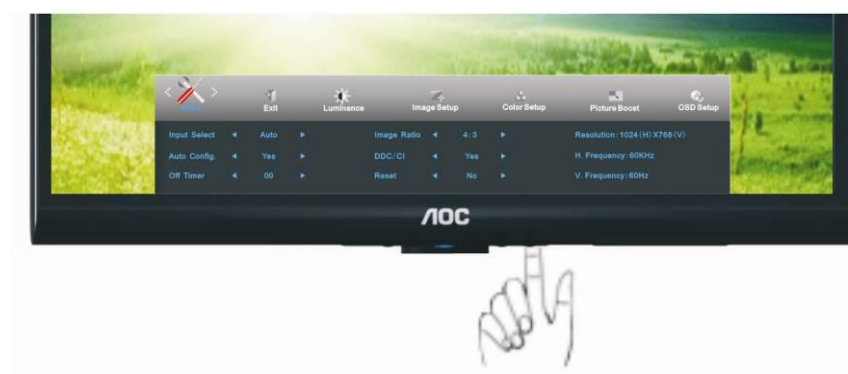 Exit
Luminance
Image Setup
Color Setup
Picture Boost
OSD Setup
Input Select Auto Image Ratio 4:3 Resolution: 1024 (H) X768 (V)
Auto Config. Yes DDC/CI Yes H. Frequency: 60KHz
Off Timer 00 Reset No V. Frequency: 60Hz
AOC